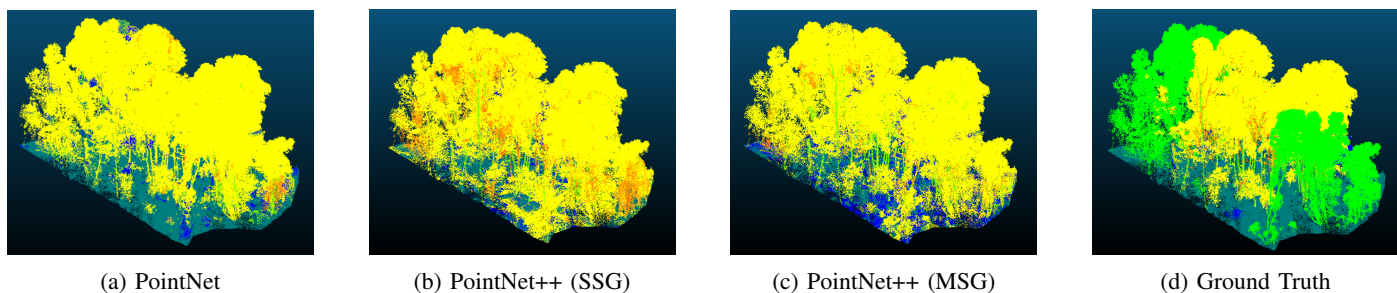 (a) PointNet
(b) PointNet++ (SSG)
(c) PointNet++ (MSG)
(d) Ground Truth